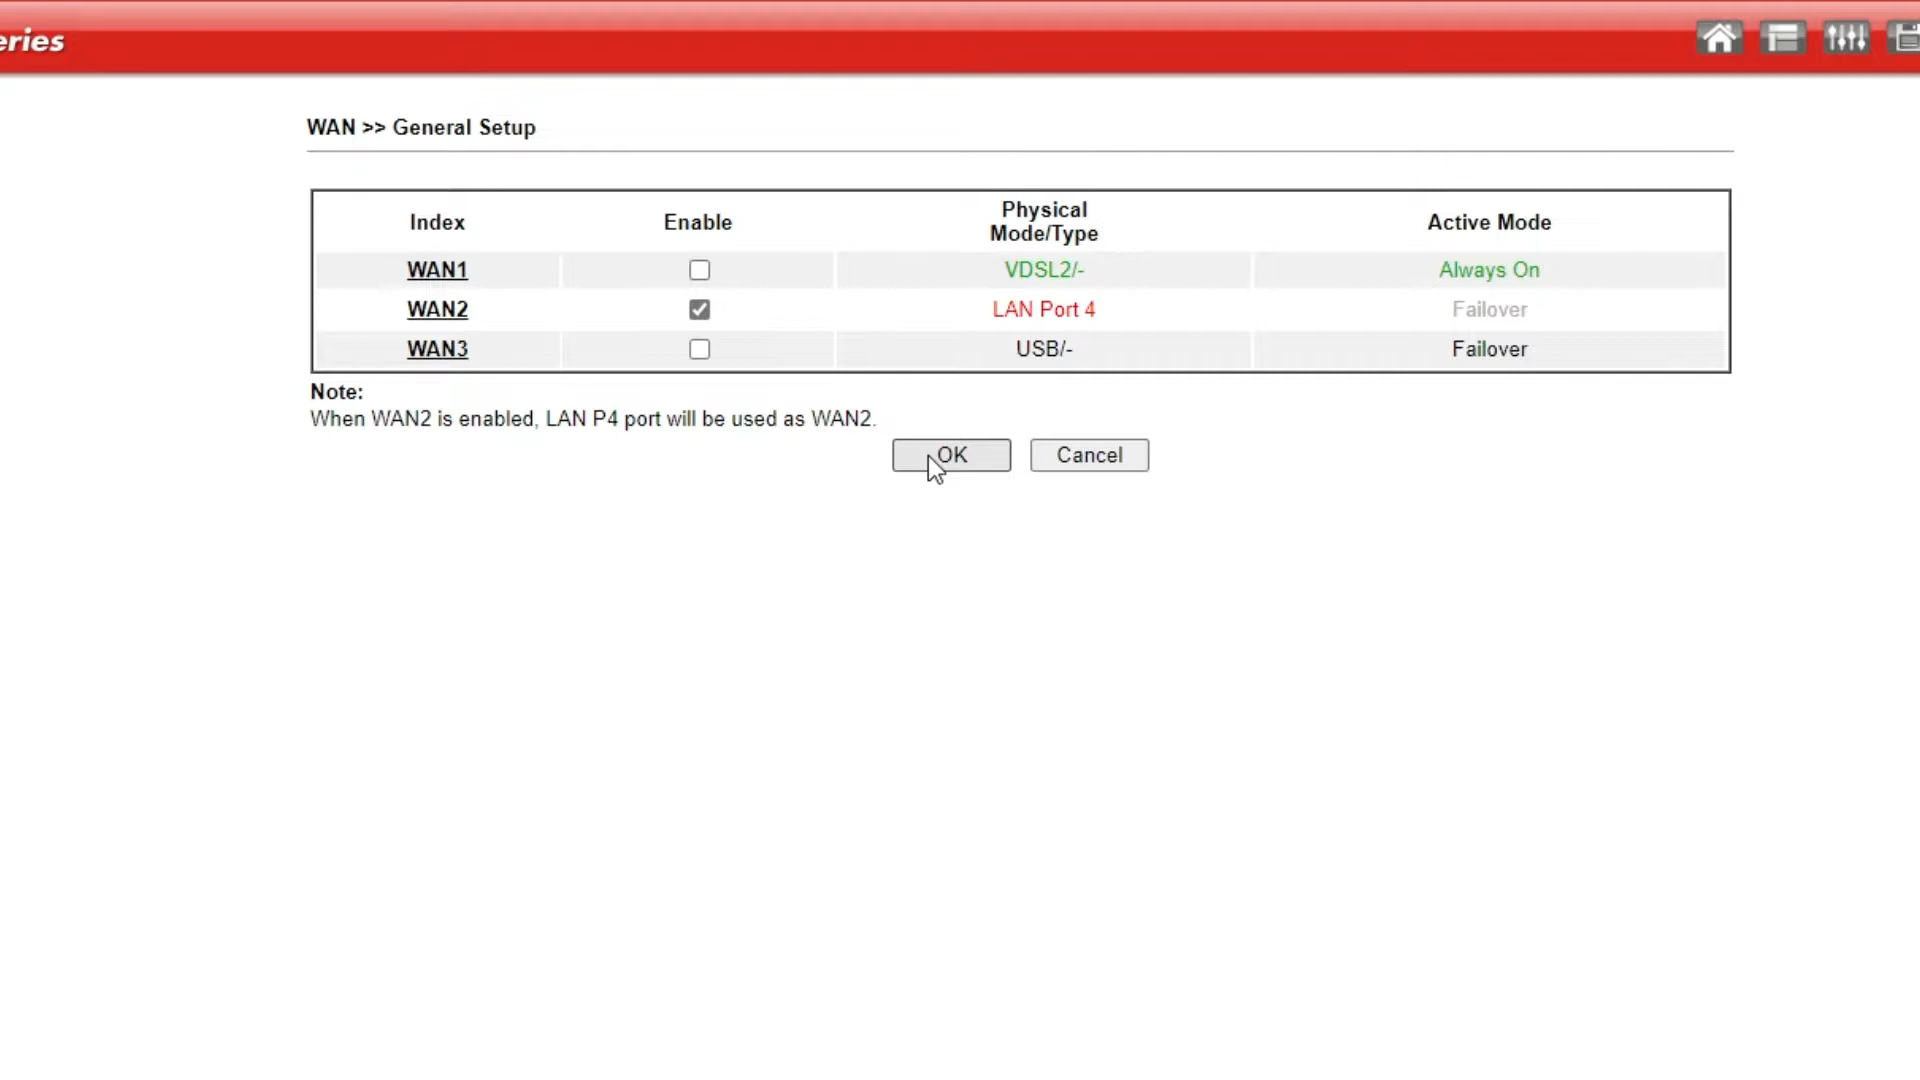 eries
WAN >> General Setup
Index Enable Physical Mode/Type Active Mode
WAN1 VDSL2/- Always On
WAN2 LAN Port 4 Failover
WAN3 USB/- Failover
Note:
When WAN2 is enabled, LAN P4 port will be used as WAN2.
OK Cancel